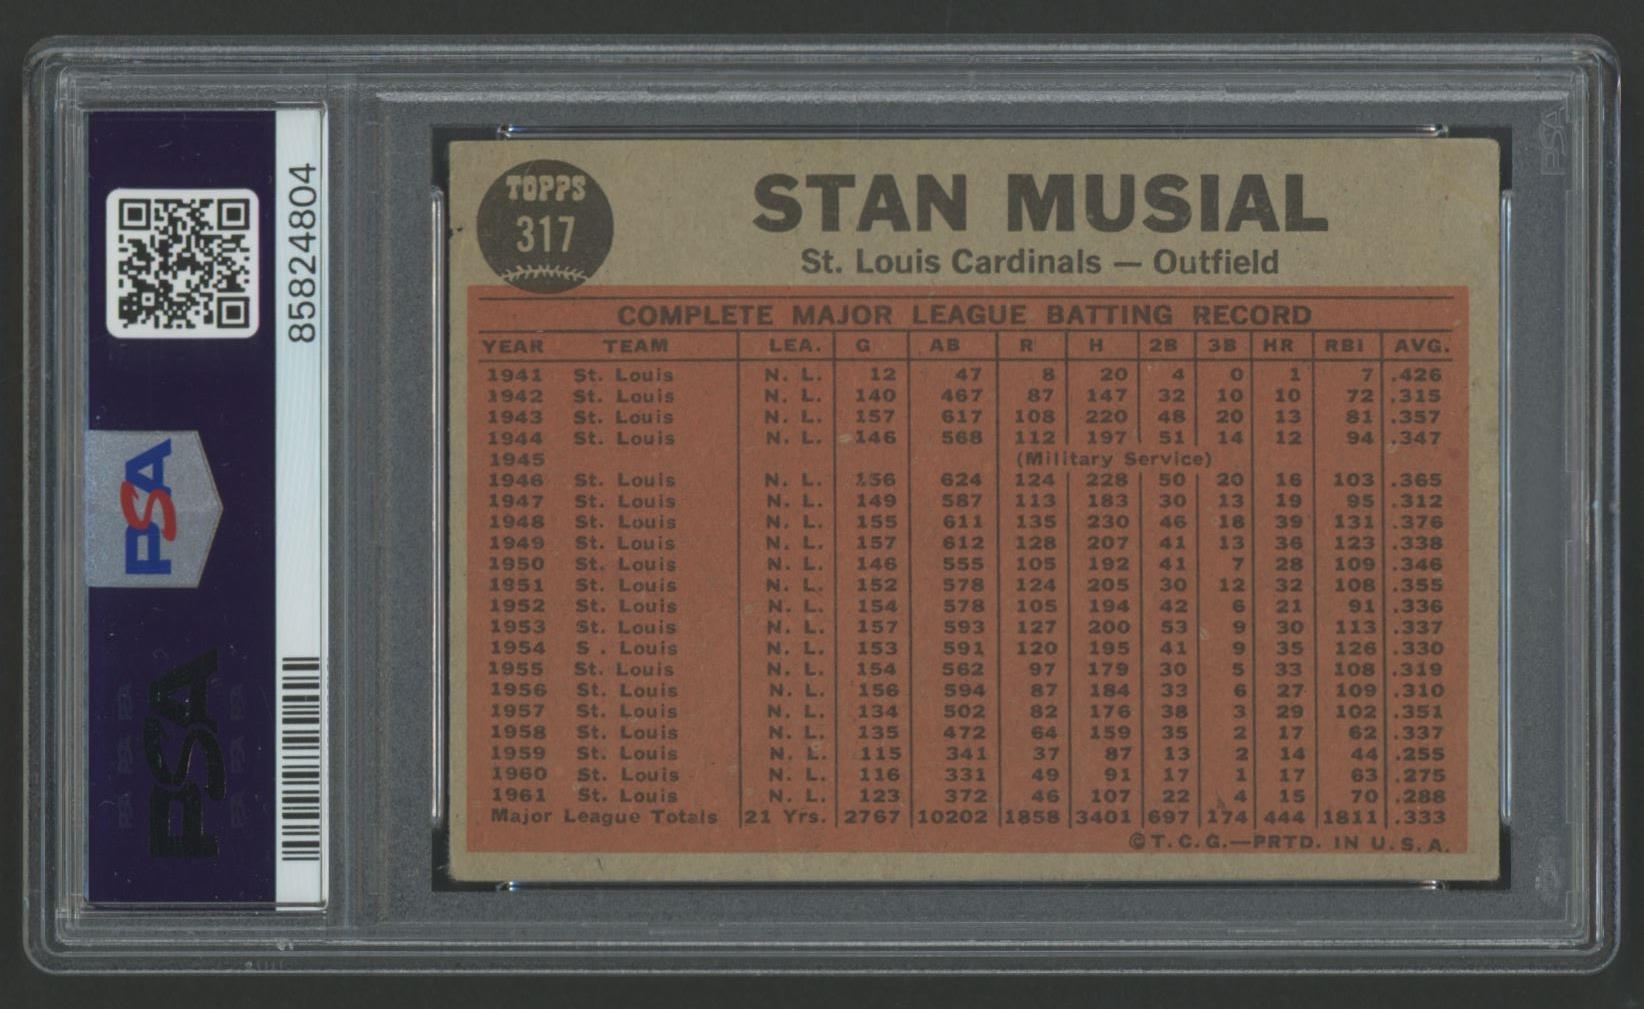 TOPPS
317
STAN MUSIAL
St. Louis Cardinals — Outfield
COMPLETE MAJOR LEAGUE BATTING RECORD
YEAR TEAM LEA. G AB R H 2B 3B HR RBI AVG.
1941 St. Louis N. L. 12 47 8 20 4 0 1 7 .426
1942 St. Louis N. L. 140 467 87 147 32 10 10 72 .315
1943 St. Louis N. L. 157 617 108 220 48 20 13 81 .357
1944 St. Louis N. L. 146 568 112 197 51 14 12 94 .347
1945 (Military Service)
1946 St. Louis N. L. 156 624 124 228 50 20 16 103 .365
1947 St. Louis N. L. 149 587 113 183 30 13 19 95 .312
1948 St. Louis N. L. 155 611 135 230 46 18 39 131 .376
1949 St. Louis N. L. 157 612 128 207 41 13 36 123 .338
1950 St. Louis N. L. 146 555 105 192 41 7 28 109 .346
1951 St. Louis N. L. 152 578 124 205 30 12 32 108 .355
1952 St. Louis N. L. 154 578 105 194 42 6 21 91 .336
1953 St. Louis N. L. 157 593 127 200 53 9 30 113 .337
1954 S . Louis N. L. 153 591 120 195 41 9 35 126 .330
1955 St. Louis N. L. 154 562 97 179 30 5 33 108 .319
1956 St. Louis N. L. 156 594 87 184 33 6 27 109 .310
1957 St. Louis N. L. 134 502 82 176 38 3 29 102 .351
1958 St. Louis N. L. 135 472 64 159 35 2 17 62 .337
1959 St. Louis N. L. 115 341 37 87 13 2 14 44 .255
1960 St. Louis N. L. 116 331 49 91 17 1 17 63 .275
1961 St. Louis N. L. 123 372 46 107 22 4 15 70 .288
Major League Totals 21 Yrs. 2767 10202 1858 3401 697 174 444 1811 .333
©T.C.G.—PRTD. IN U.S.A.
85824804
PSA
PSA
PSA